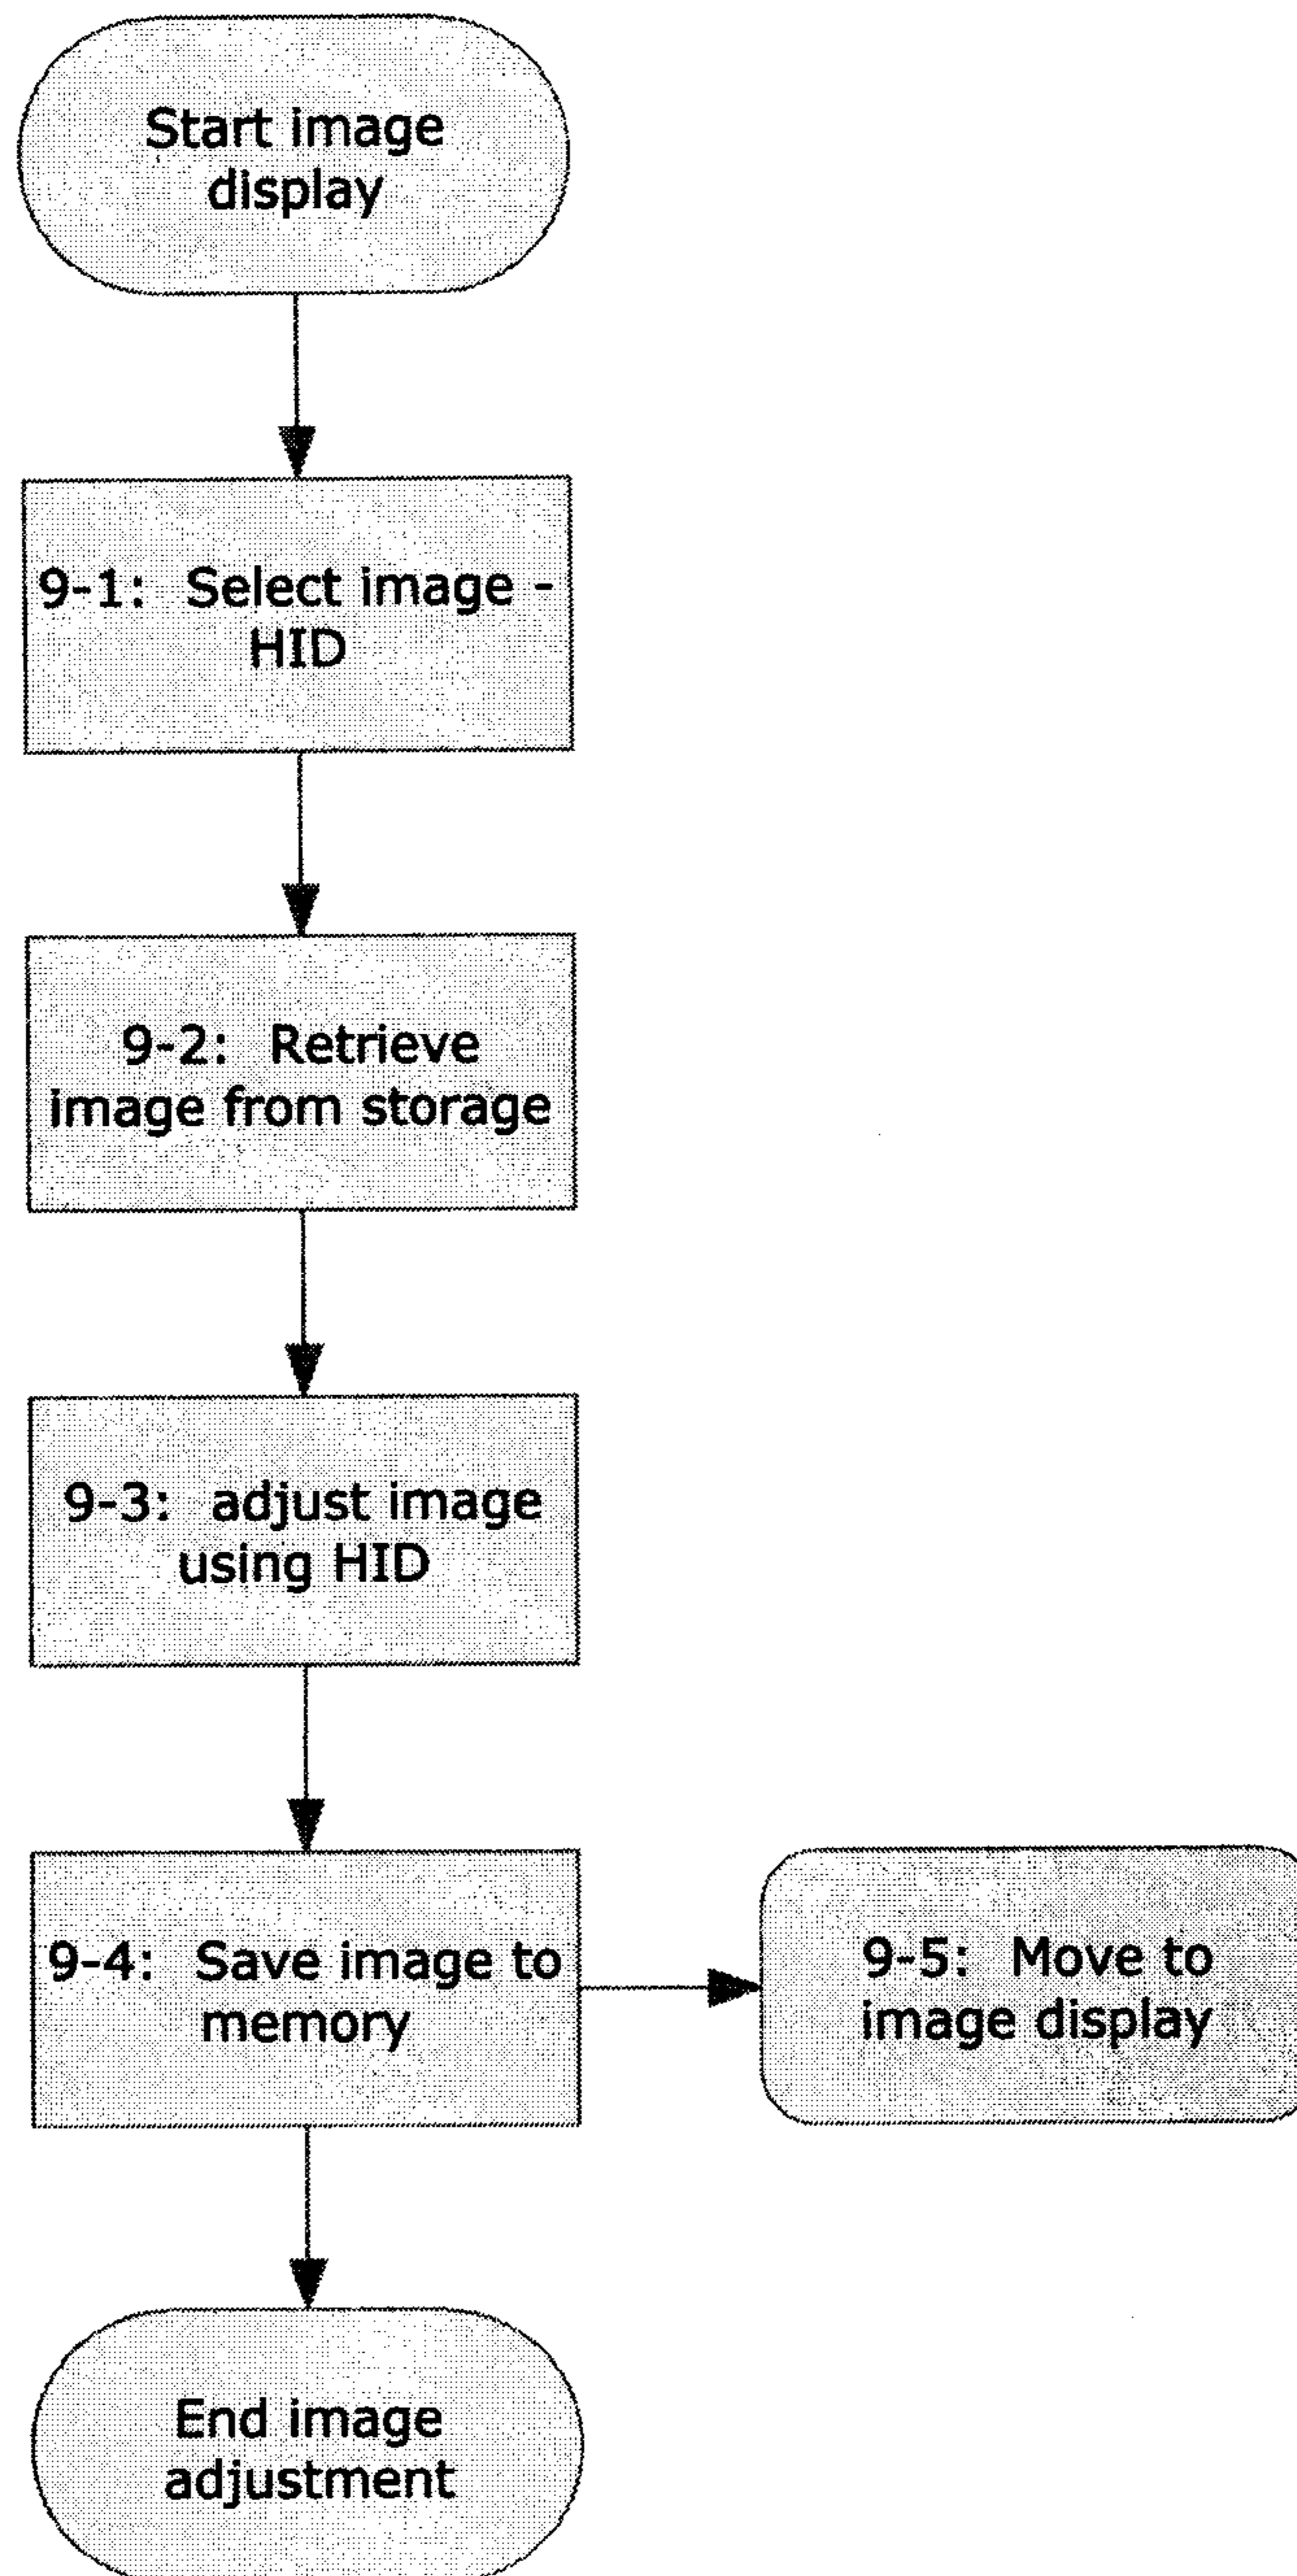 Start image
display
9-1:  Select image -
HID
9-2:  Retrieve
image from storage
9-3:  adjust image
using HID
9-4:  Save image to
memory
9-5:  Move to
image display
End image
adjustment